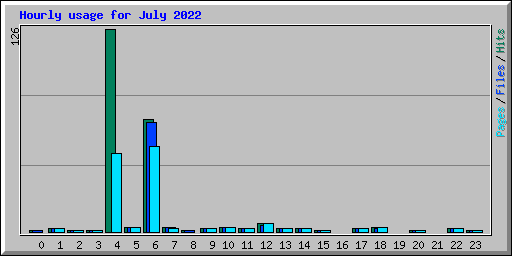 Hourly usage for July 2022
126
Pages/Files/Hits
0 1 2 3 4 5 6 7 8 9 10 11 12 13 14 15 16 17 18 19 20 21 22 23